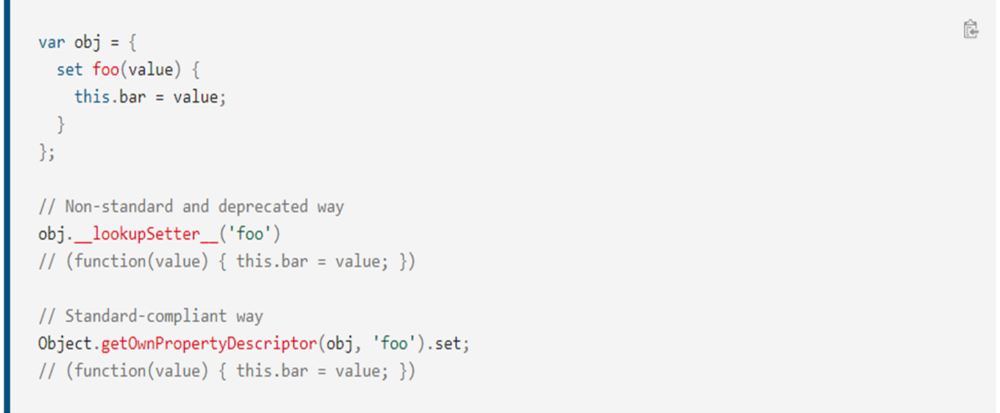 var obj = {
  set foo(value) {
    this.bar = value;
  }
};
// Non-standard and deprecated way
obj.__lookupSetter__('foo')
// (function(value) { this.bar = value; })
// Standard-compliant way
Object.getOwnPropertyDescriptor(obj, 'foo').set;
// (function(value) { this.bar = value; })